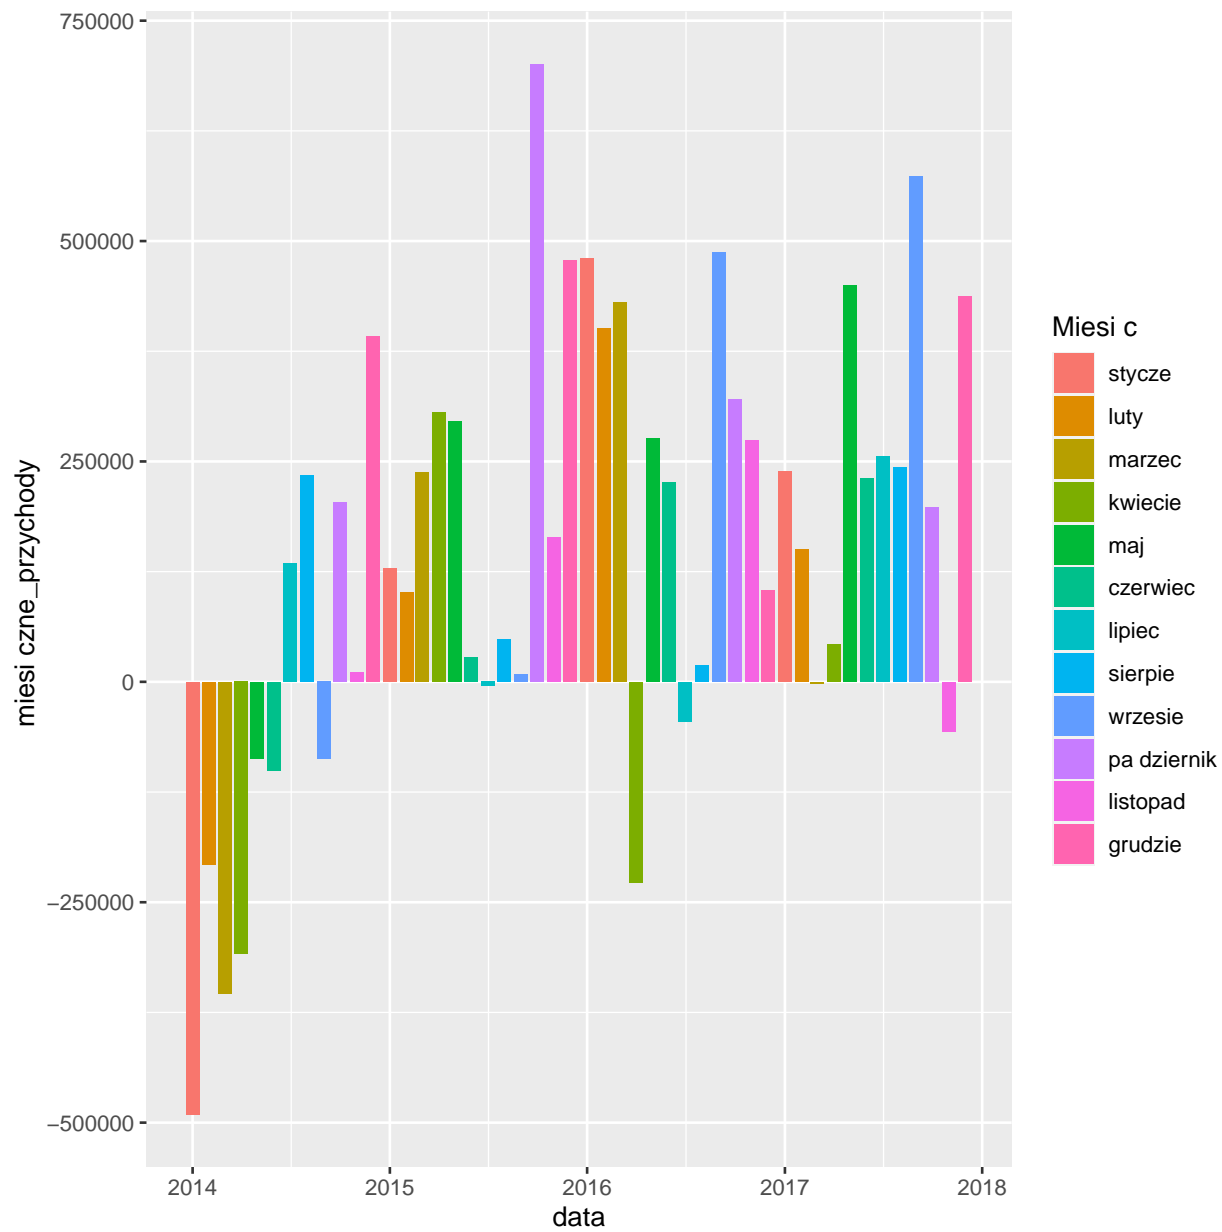 750000
500000
250000
0
−250000
−500000
miesi czne_przychody
2014 2015 2016 2017 2018
data
Miesi c
stycze
luty
marzec
kwiecie
maj
czerwiec
lipiec
sierpie
wrzesie
pa dziernik
listopad
grudzie